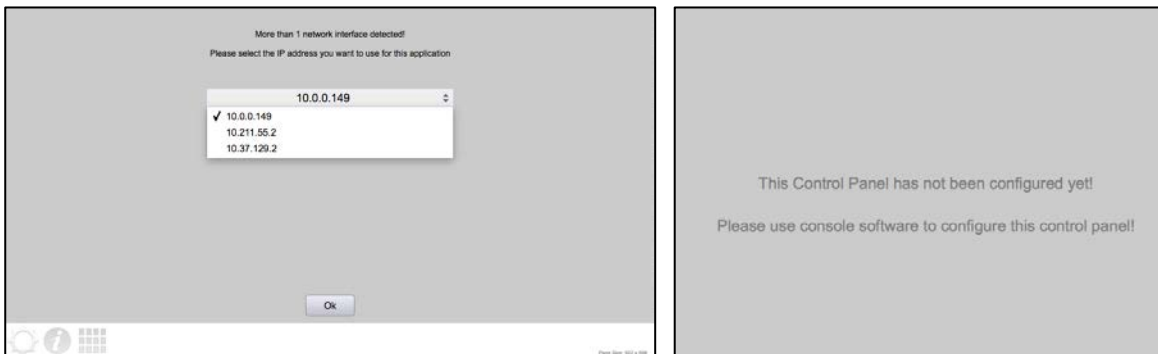 More than 1 network interface detected!
Please select the IP address you want to use for this application
10.0.0.149
✓ 10.0.0.149
10.211.55.2
10.37.129.2
Ok
This Control Panel has not been configured yet!
Please use console software to configure this control panel!